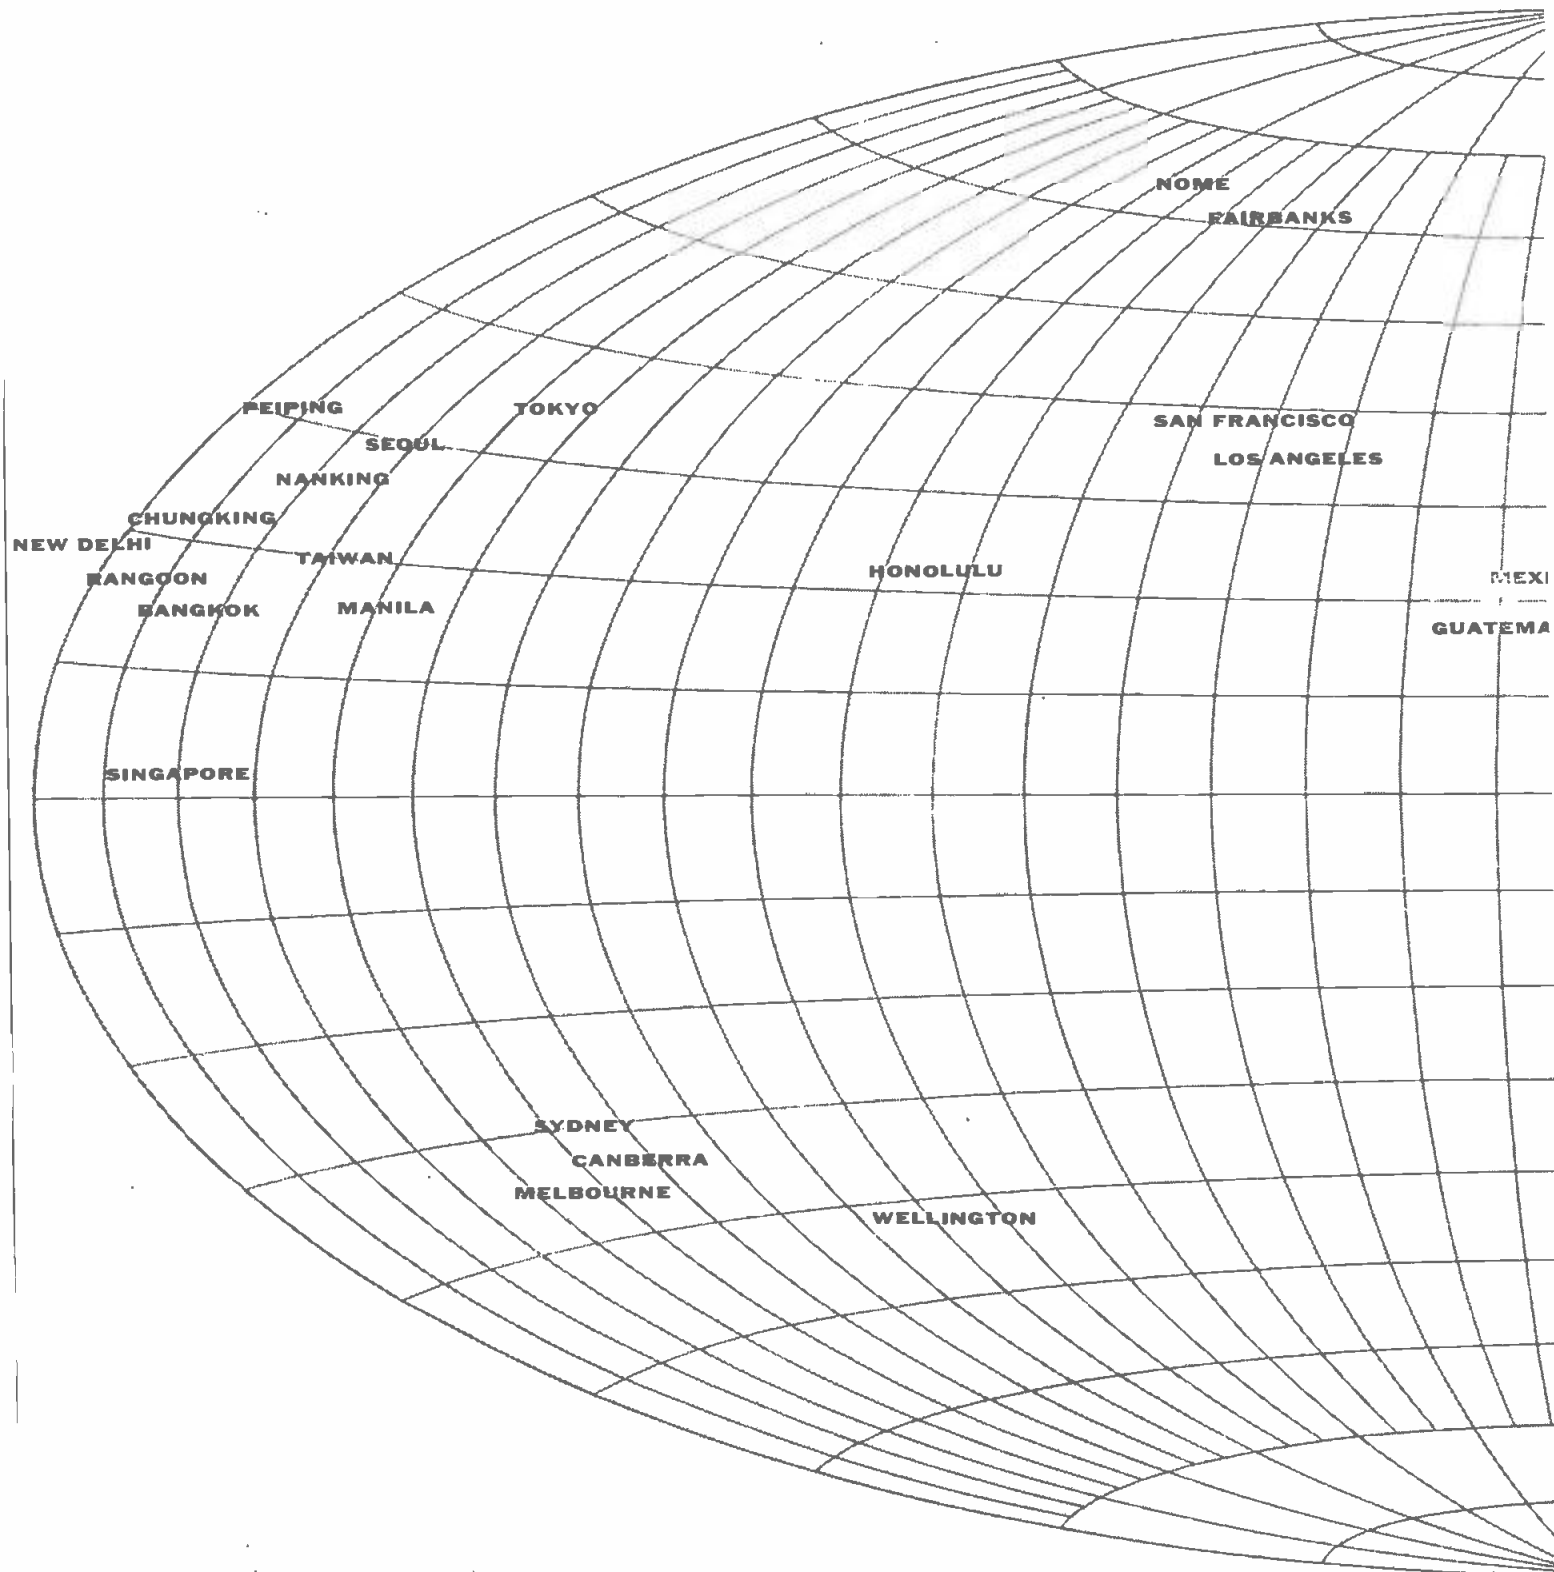 NOME
FAIRBANKS
PEIPING
TOKYO
SEOUL
SAN FRANCISCO
LOS ANGELES
NANKING
CHUNGKING
NEW DELHI
TAIWAN
RANGOON
HONOLULU
MEXI
BANGKOK
MANILA
GUATEMA
SINGAPORE
SYDNEY
CANBERRA
MELBOURNE
WELLINGTON